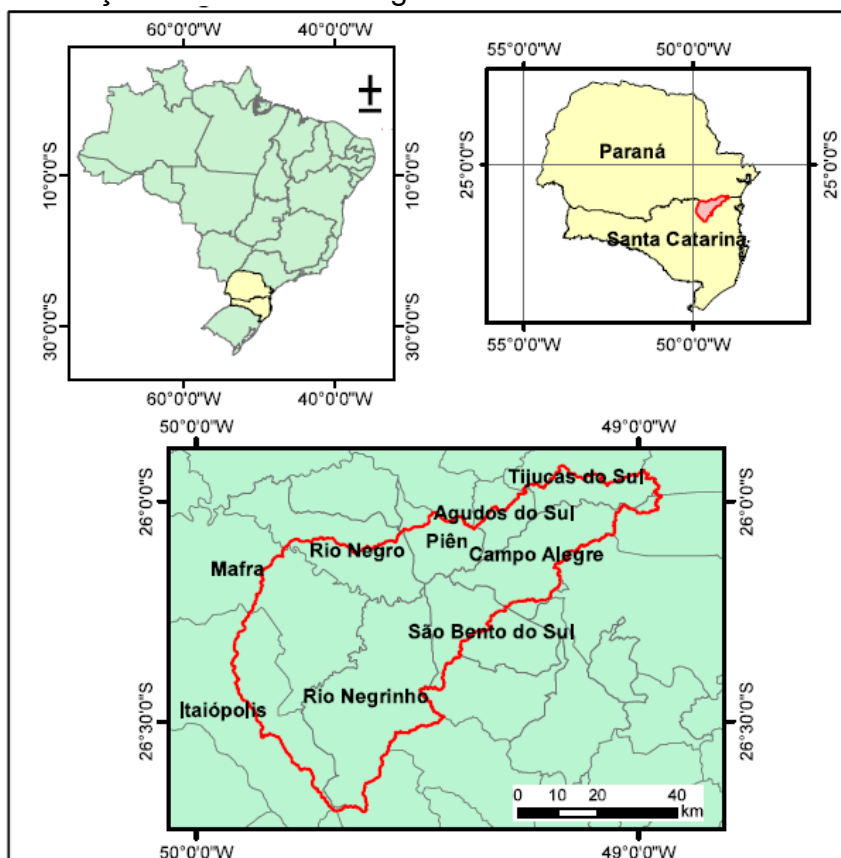 60°0'0"W 40°0'0"W
10°0'0"S 10°0'0"S
30°0'0"S 30°0'0"S
60°0'0"W 40°0'0"W
55°0'0"W 50°0'0"W
25°0'0"S 25°0'0"S
Paraná
Santa Catarina
55°0'0"W 50°0'0"W
50°0'0"W 49°0'0"W
Tijucas do Sul
26°0'0"S 26°0'0"S
Agudos do Sul
Rio Negro Piên
Campo Alegre
Mafra
São Bento do Sul
Rio Negrinho
Itaiópolis
26°30'0"S 26°30'0"S
0 10 20 40
km
50°0'0"W 49°0'0"W